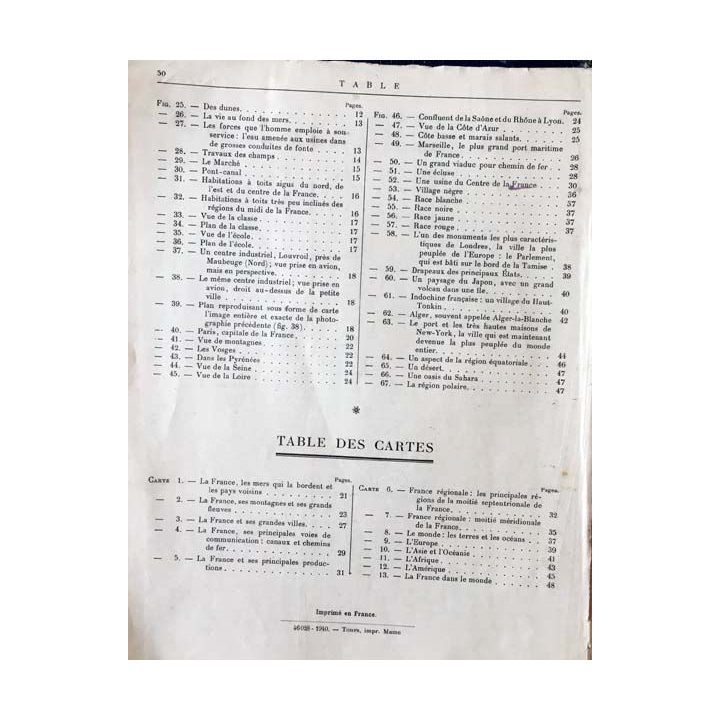 50
TABLE
Pages.
FIG. 25. — Des dunes. 12
— 26. — La vie au fond des mers. 13
— 27. — Les forces que l'homme emploie à son
service : l'eau amenée aux usines dans
de grosses conduites de fonte 13
— 28. — Travaux des champs 14
— 29. — Le Marché 15
— 30. — Pont-canal 15
— 31. — Habitations à toits aigus du nord, de
l'est et du centre de la France. 16
— 32. — Habitations à toits très peu inclinés des
régions du midi de la France. 16
— 33. — Vue de la classe 17
— 34. — Plan de la classe. 17
— 35. — Vue de l'école. 17
— 36. — Plan de l'école. 17
— 37. — Un centre industriel, Louvroil, près de
Maubeuge (Nord) ; vue prise en avion,
mais en perspective. 18
— 38. — Le même centre industriel ; vue prise en
avion, droit au-dessus de la petite
ville 18
— 39. — Plan reproduisant sous forme de carte
l'image entière et exacte de la photo-
graphie précédente (fig. 38). 18
— 40. — Paris, capitale de la France. 20
— 41. — Vue de montagnes 22
— 42. — Les Vosges 22
— 43. — Dans les Pyrénées 22
— 44. — Vue de la Seine 24
— 45. — Vue de la Loire 24
Pages.
FIG. 46. — Confluent de la Saône et du Rhône à Lyon. 24
— 47. — Vue de la Côte d'Azur 25
— 48. — Côte basse et marais salants. 25
— 49. — Marseille, le plus grand port maritime
de France. 26
— 50. — Un grand viaduc pour chemin de fer. 28
— 51. — Une écluse 28
— 52. — Une usine du Centre de la France 30
— 53. — Village nègre 36
— 54. — Race blanche 37
— 55. — Race noire 37
— 56. — Race jaune 37
— 57. — Race rouge 37
— 58. — L'un des monuments les plus caractéris-
tiques de Londres, la ville la plus
peuplée de l'Europe : le Parlement,
qui est bâti sur le bord de la Tamise 38
— 59. — Drapeaux des principaux États. 39
— 60. — Un paysage du Japon, avec un grand
volcan dans une île. 40
— 61. — Indochine française : un village du Haut-
Tonkin 40
— 62. — Alger, souvent appelée Alger-la-Blanche 42
— 63. — Le port et les très hautes maisons de
New-York, la ville qui est maintenant
devenue la plus peuplée du monde
entier. 44
— 64. — Un aspect de la région équatoriale 46
— 65. — Un désert. 47
— 66. — Une oasis du Sahara 47
— 67. — La région polaire. 47
TABLE DES CARTES
Pages.
CARTE 1. — La France, les mers qui la bordent et
les pays voisins 21
— 2. — La France, ses montagnes et ses grands
fleuves 23
— 3. — La France et ses grandes villes. 27
— 4. — La France, ses principales voies de
communication : canaux et chemins
de fer. 29
— 5. — La France et ses principales produc-
tions 31
Pages.
CARTE 6. — France régionale : les principales ré-
gions de la moitié septentrionale de
la France. 32
— 7. — France régionale : moitié méridionale
de la France. 35
— 8. — Le monde : les terres et les océans 37
— 9. — L'Europe 39
— 10. — L'Asie et l'Océanie 41
— 11. — L'Afrique 43
— 12. — L'Amérique 45
— 13. — La France dans le monde 48
Imprimé en France.
46028 - 1940. — Tours, impr. Mame